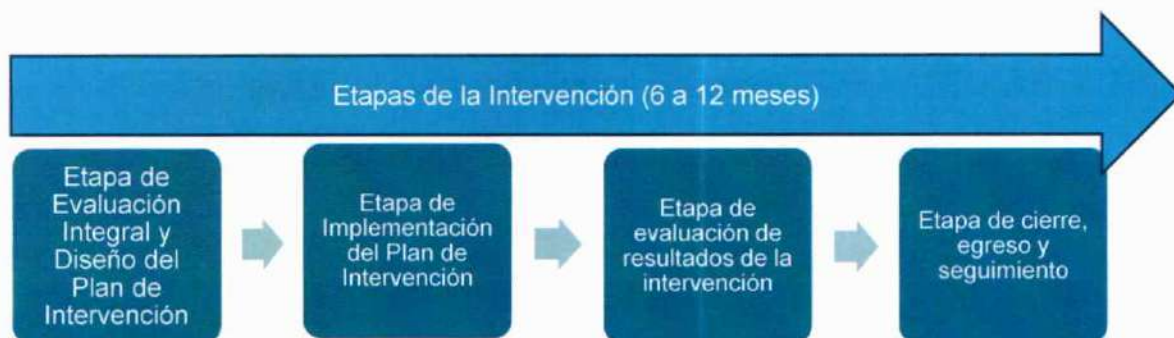 Etapas de la Intervención (6 a 12 meses)
Etapa de
Evaluación
Integral y
Diseño del
Plan de
Intervención
Etapa de
Implementación
del Plan de
Intervención
Etapa de
evaluación de
resultados de la
intervención
Etapa de cierre,
egreso y
seguimiento